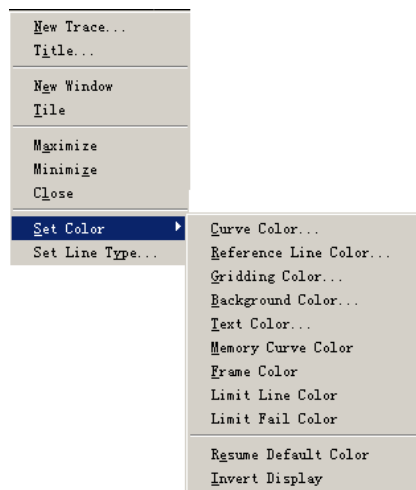 New Trace...
Title...
New Window
Tile
Maximize
Minimize
Close
Set Color
Set Line Type...
Curve Color...
Reference Line Color...
Gridding Color...
Background Color...
Text Color...
Memory Curve Color
Frame Color
Limit Line Color
Limit Fail Color
Resume Default Color
Invert Display